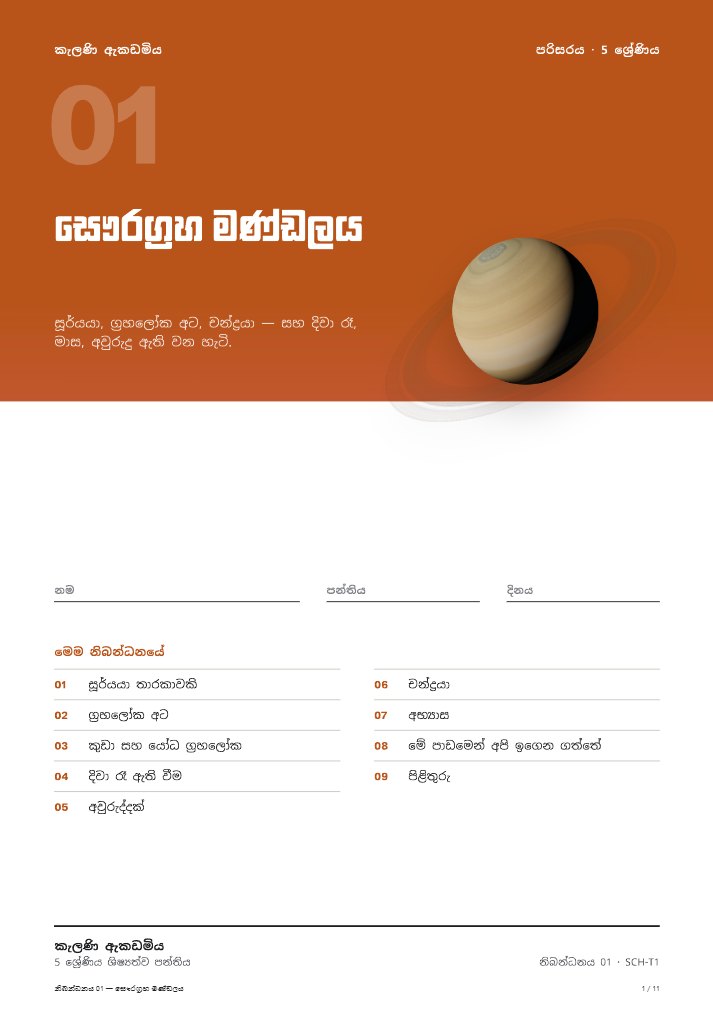 කැලණි ඇකඩමිය
පරිසරය · 5 ශ්‍රේණිය
01
සෞරග්‍රහ මණ්ඩලය
සූර්යයා, ග්‍රහලෝක අට, චන්ද්‍රයා — සහ දිවා රෑ,
මාස, අවුරුදු ඇති වන හැටි.
නම
පන්තිය
දිනය
මෙම නිබන්ධනයේ
01 සූර්යයා තාරකාවකි
02 ග්‍රහලෝක අට
03 කුඩා සහ යෝධ ග්‍රහලෝක
04 දිවා රෑ ඇති වීම
05 අවුරුද්දක්
06 චන්ද්‍රයා
07 අභ්‍යාස
08 මේ පාඩමෙන් අපි ඉගෙන ගත්තේ
09 පිළිතුරු
කැලණි ඇකඩමිය
5 ශ්‍රේණිය ශිෂ්‍යත්ව පන්තිය
නිබන්ධනය 01 · SCH-T1
නිබන්ධනය 01 — සෞරග්‍රහ මණ්ඩලය
1 / 11